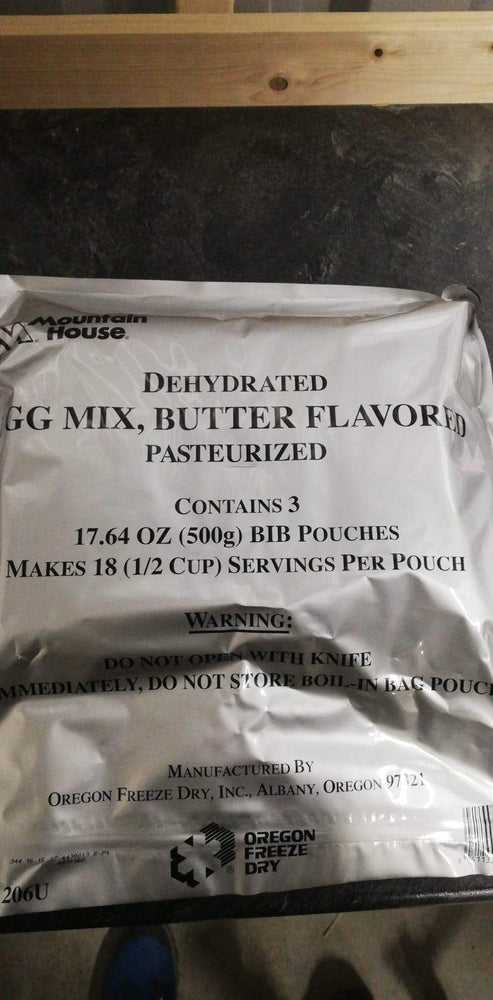 Mountain
House®
DEHYDRATED
GG MIX, BUTTER FLAVORED
PASTEURIZED
CONTAINS 3
17.64 OZ (500g) BIB POUCHES
MAKES 18 (1/2 CUP) SERVINGS PER POUCH
WARNING:
DO NOT OPEN WITH KNIFE
MMEDIATELY, DO NOT STORE BOIL-IN BAG POUC
MANUFACTURED BY
OREGON FREEZE DRY, INC., ALBANY, OREGON 97321
OREGON
FREEZE
DRY
®
206U